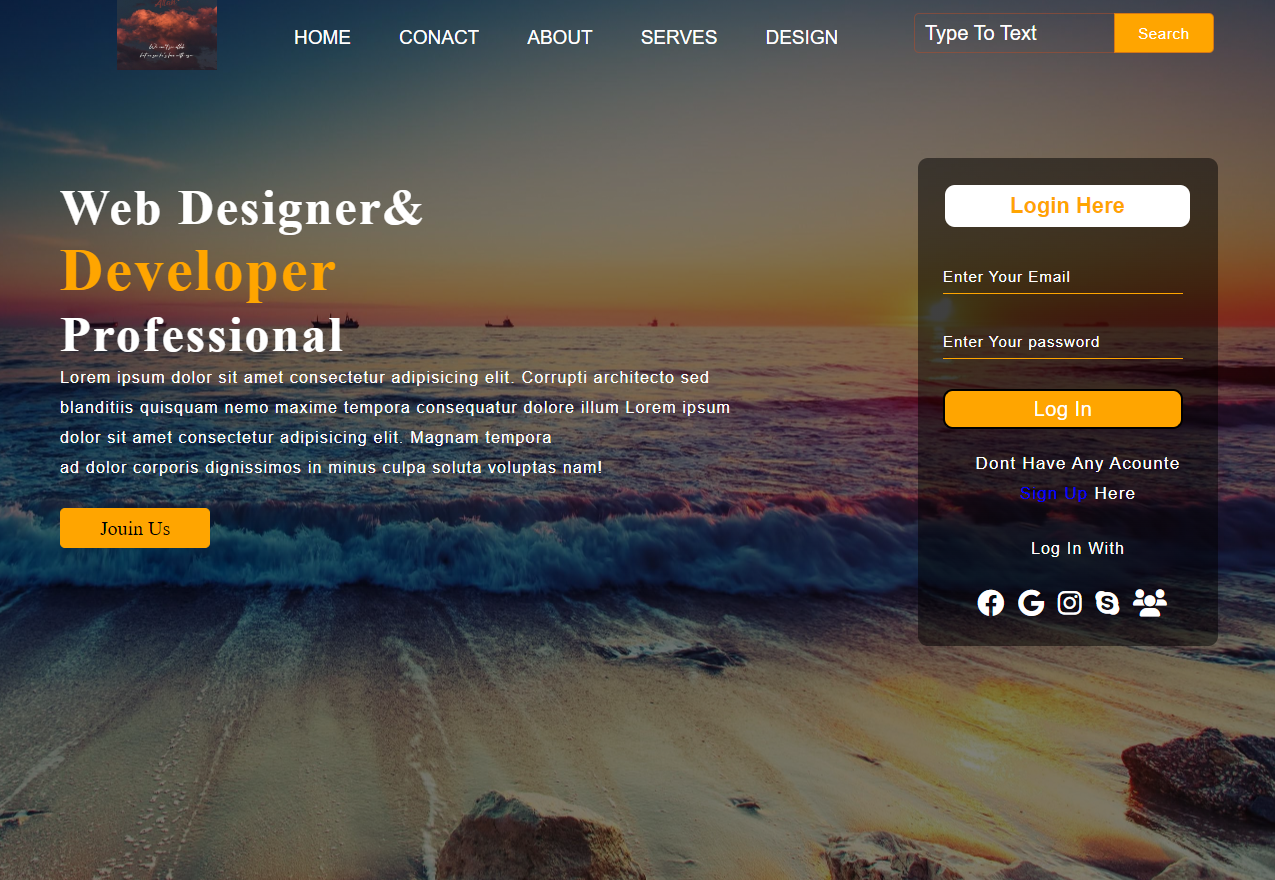 HOME CONACT ABOUT SERVES DESIGN
Type To Text
Search
Web Designer&
Developer
Professional
Lorem ipsum dolor sit amet consectetur adipisicing elit. Corrupti architecto sed
blanditiis quisquam nemo maxime tempora consequatur dolore illum Lorem ipsum
dolor sit amet consectetur adipisicing elit. Magnam tempora
ad dolor corporis dignissimos in minus culpa soluta voluptas nam!
Jouin Us
Login Here
Enter Your Email
Enter Your password
Log In
Dont Have Any Acounte
Sign Up Here
Log In With